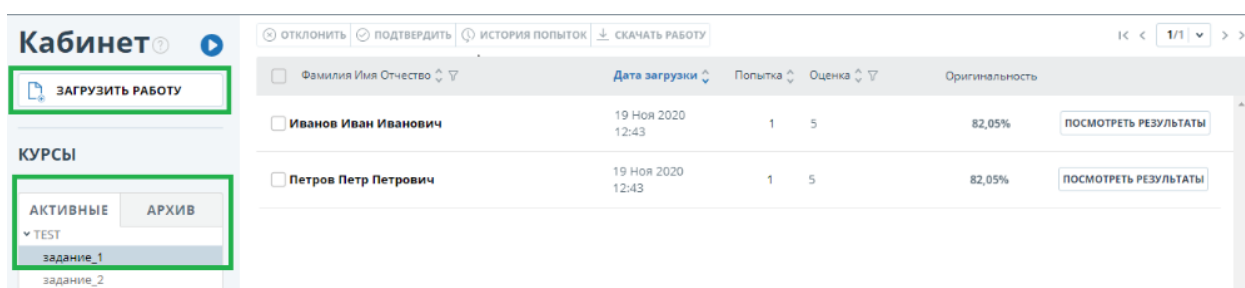 Кабинет
ЗАГРУЗИТЬ РАБОТУ
КУРСЫ
АКТИВНЫЕ АРХИВ
TEST
задание_1
задание_2
ОТКЛОНИТЬ ПОДТВЕРДИТЬ ИСТОРИЯ ПОПЫТОК СКАЧАТЬ РАБОТУ 1/1
Фамилия Имя Отчество Дата загрузки Попытка Оценка Оригинальность
Иванов Иван Иванович 19 Ноя 2020 12:43 1 5 82,05% ПОСМОТРЕТЬ РЕЗУЛЬТАТЫ
Петров Петр Петрович 19 Ноя 2020 12:43 1 5 82,05% ПОСМОТРЕТЬ РЕЗУЛЬТАТЫ